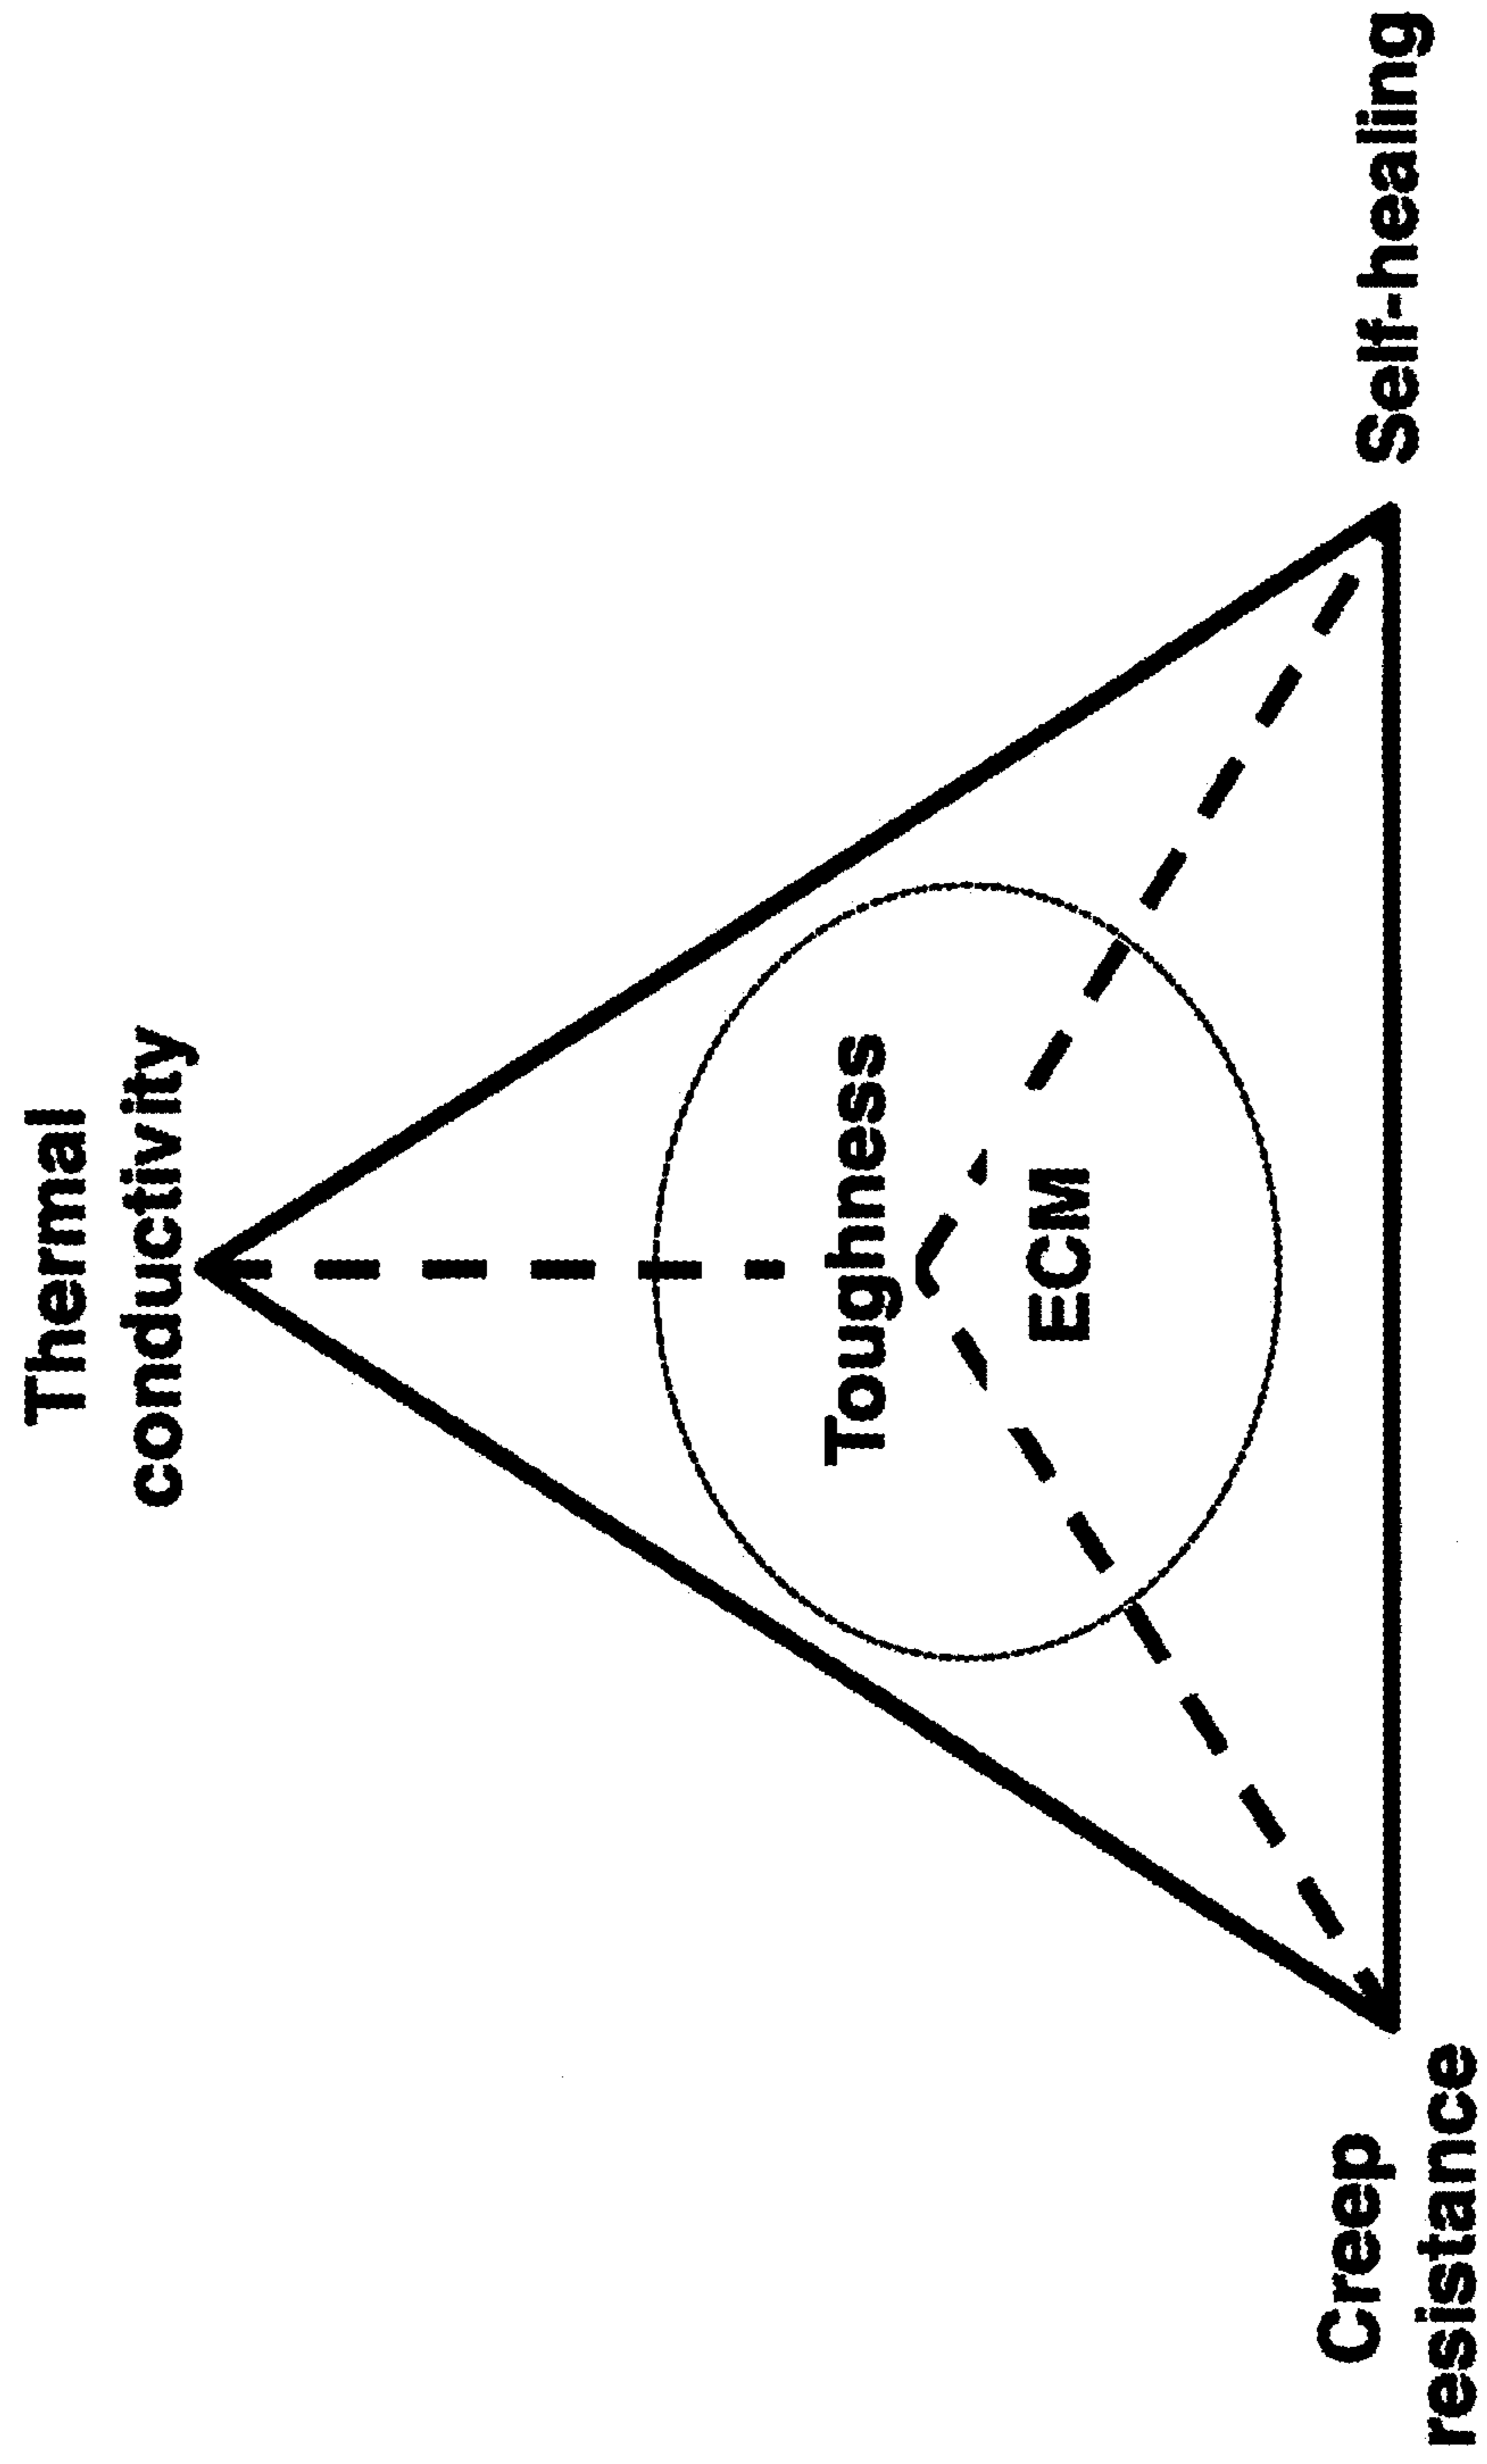 Thermal
conductivity
Toughness
ECM
Creep
resistance
Self-healing